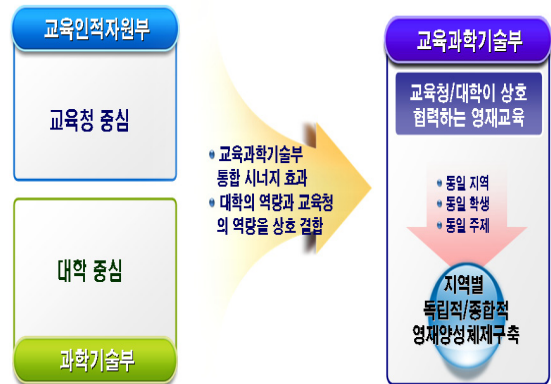 교육인적자원부
교육청 중심
대학 중심
과학기술부
• 교육과학기술부
통합 시너지 효과
• 대학의 역량과 교육청
의 역량을 상호 결합
교육과학기술부
교육청/대학이 상호
협력하는 영재교육
• 동일 지역
• 동일 학생
• 동일 주제
지역별
독립적/종합적
영재양성체제구축